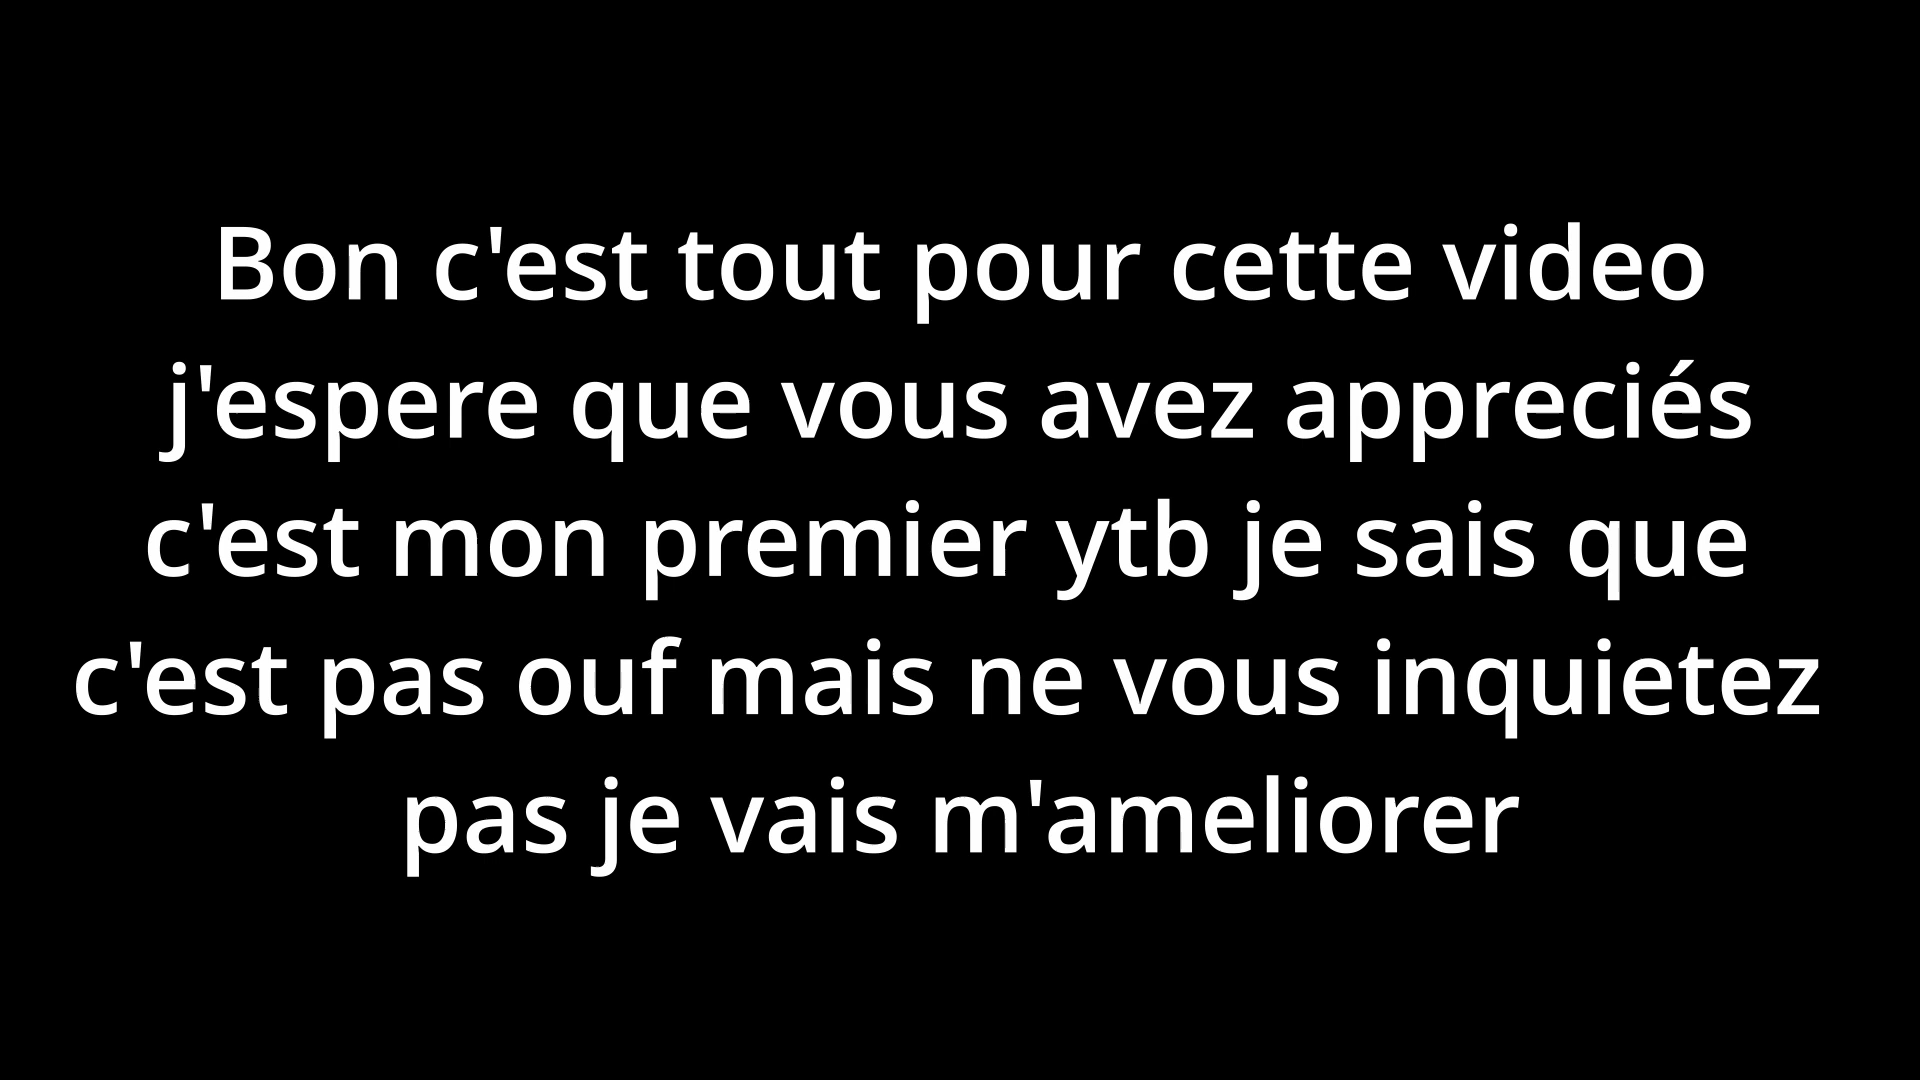 Bon c'est tout pour cette video
j'espere que vous avez appreciés
c'est mon premier ytb je sais que
c'est pas ouf mais ne vous inquietez
pas je vais m'ameliorer